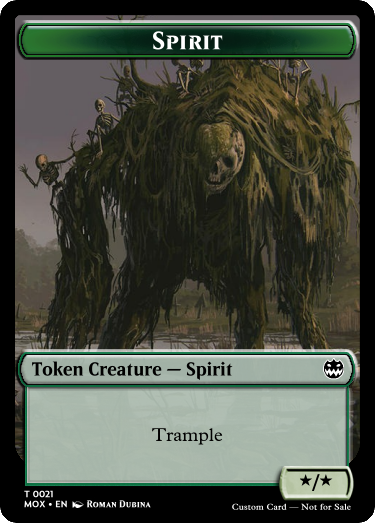 Spirit
Token Creature — Spirit
Trample
★/★
T 0021
MOX • EN Roman Dubina
Custom Card — Not for Sale